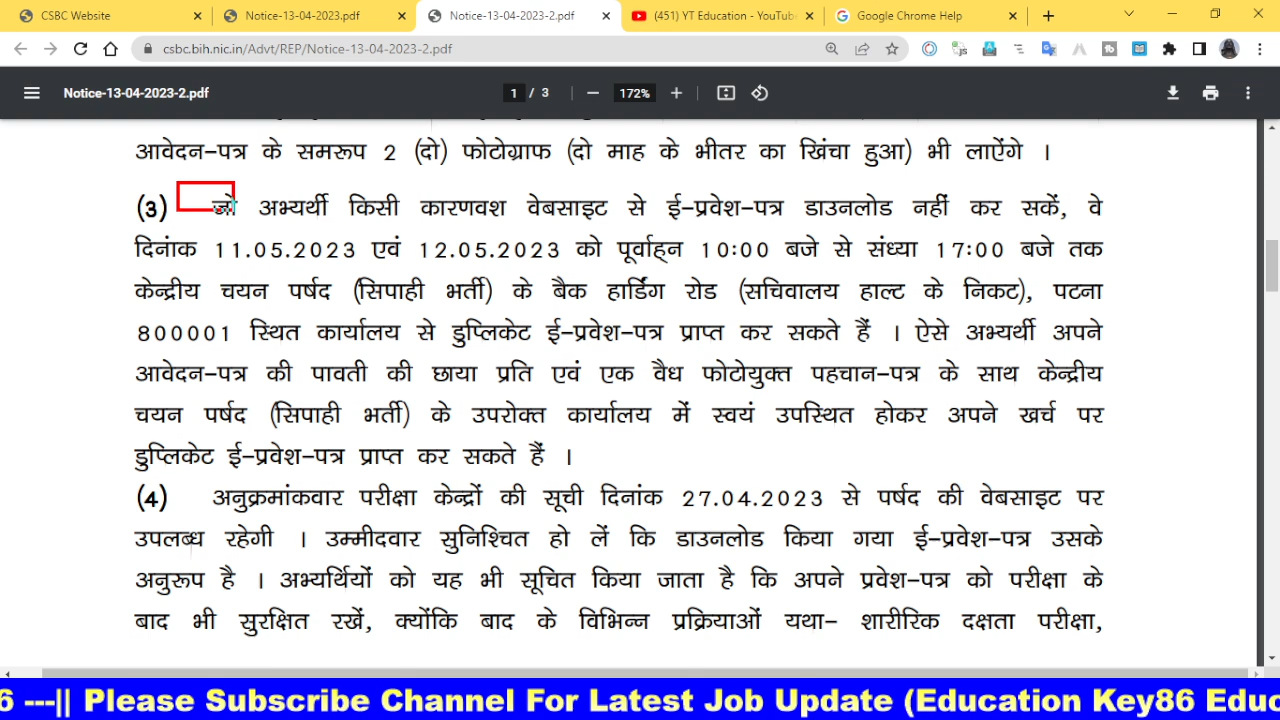 CSBC Website
Notice-13-04-2023.pdf
Notice-13-04-2023-2.pdf
(451) YT Education - YouTube
Google Chrome Help
csbc.bih.nic.in/Advt/REP/Notice-13-04-2023-2.pdf
Notice-13-04-2023-2.pdf
1 / 3
172%
आवेदन-पत्र के समरूप 2 (दो) फोटोग्राफ (दो माह के भीतर का खिंचा हुआ) भी लाऐंगे ।
(3) जो अभ्यर्थी किसी कारणवश वेबसाइट से ई-प्रवेश-पत्र डाउनलोड नहीं कर सकें, वे
दिनांक 11.05.2023 एवं 12.05.2023 को पूर्वाह्न 10:00 बजे से संध्या 17:00 बजे तक
केन्द्रीय चयन पर्षद (सिपाही भर्ती) के बैक हार्डिंग रोड (सचिवालय हाल्ट के निकट), पटना
800001 स्थित कार्यालय से डुप्लिकेट ई-प्रवेश-पत्र प्राप्त कर सकते हैं । ऐसे अभ्यर्थी अपने
आवेदन-पत्र की पावती की छाया प्रति एवं एक वैध फोटोयुक्त पहचान-पत्र के साथ केन्द्रीय
चयन पर्षद (सिपाही भर्ती) के उपरोक्त कार्यालय में स्वयं उपस्थित होकर अपने खर्च पर
डुप्लिकेट ई-प्रवेश-पत्र प्राप्त कर सकते हैं ।
(4) अनुक्रमांकवार परीक्षा केन्द्रों की सूची दिनांक 27.04.2023 से पर्षद की वेबसाइट पर
उपलब्ध रहेगी । उम्मीदवार सुनिश्चित हो लें कि डाउनलोड किया गया ई-प्रवेश-पत्र उसके
अनुरूप है । अभ्यर्थियों को यह भी सूचित किया जाता है कि अपने प्रवेश-पत्र को परीक्षा के
बाद भी सुरक्षित रखें, क्योंकि बाद के विभिन्न प्रक्रियाओं यथा- शारीरिक दक्षता परीक्षा,
6 ---|| Please Subscribe Channel For Latest Job Update (Education Key86 Educ